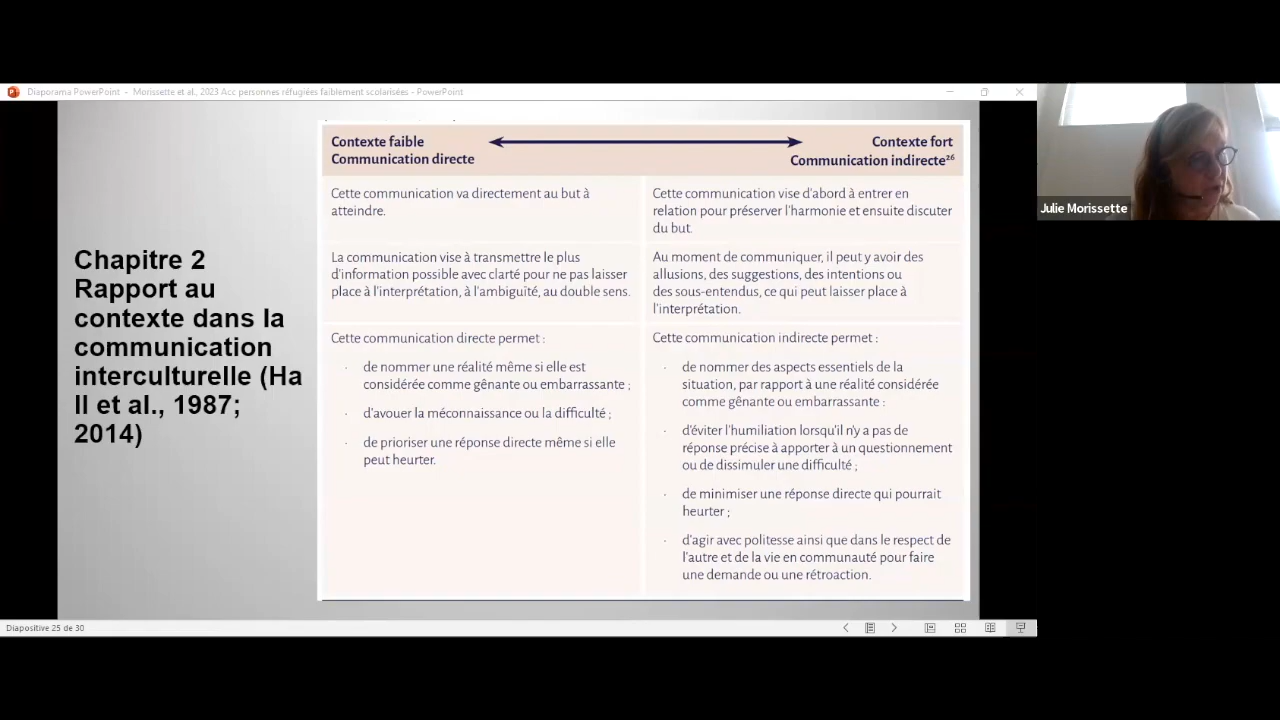 Diaporama PowerPoint - Morissette et al., 2023 Acc personnes réfugiées faiblement scolarisées - PowerPoint
Julie Morissette
Chapitre 2
Rapport au
contexte dans la
communication
interculturelle (Ha
ll et al., 1987;
2014)
Contexte faible
Communication directe
Contexte fort
Communication indirecte26
Cette communication va directement au but à
atteindre.
Cette communication vise d'abord à entrer en
relation pour préserver l'harmonie et ensuite discuter
du but.
La communication vise à transmettre le plus
d'information possible avec clarté pour ne pas laisser
place à l'interprétation, à l'ambiguïté, au double sens.
Au moment de communiquer, il peut y avoir des
allusions, des suggestions, des intentions ou
des sous-entendus, ce qui peut laisser place à
l'interprétation.
Cette communication directe permet :
· de nommer une réalité même si elle est
considérée comme gênante ou embarrassante ;
· d'avouer la méconnaissance ou la difficulté ;
· de prioriser une réponse directe même si elle
peut heurter.
Cette communication indirecte permet :
· de nommer des aspects essentiels de la
situation, par rapport à une réalité considérée
comme gênante ou embarrassante :
· d'éviter l'humiliation lorsqu'il n'y a pas de
réponse précise à apporter à un questionnement
ou de dissimuler une difficulté ;
· de minimiser une réponse directe qui pourrait
heurter ;
· d'agir avec politesse ainsi que dans le respect de
l'autre et de la vie en communauté pour faire
une demande ou une rétroaction.
Diapositive 25 de 30